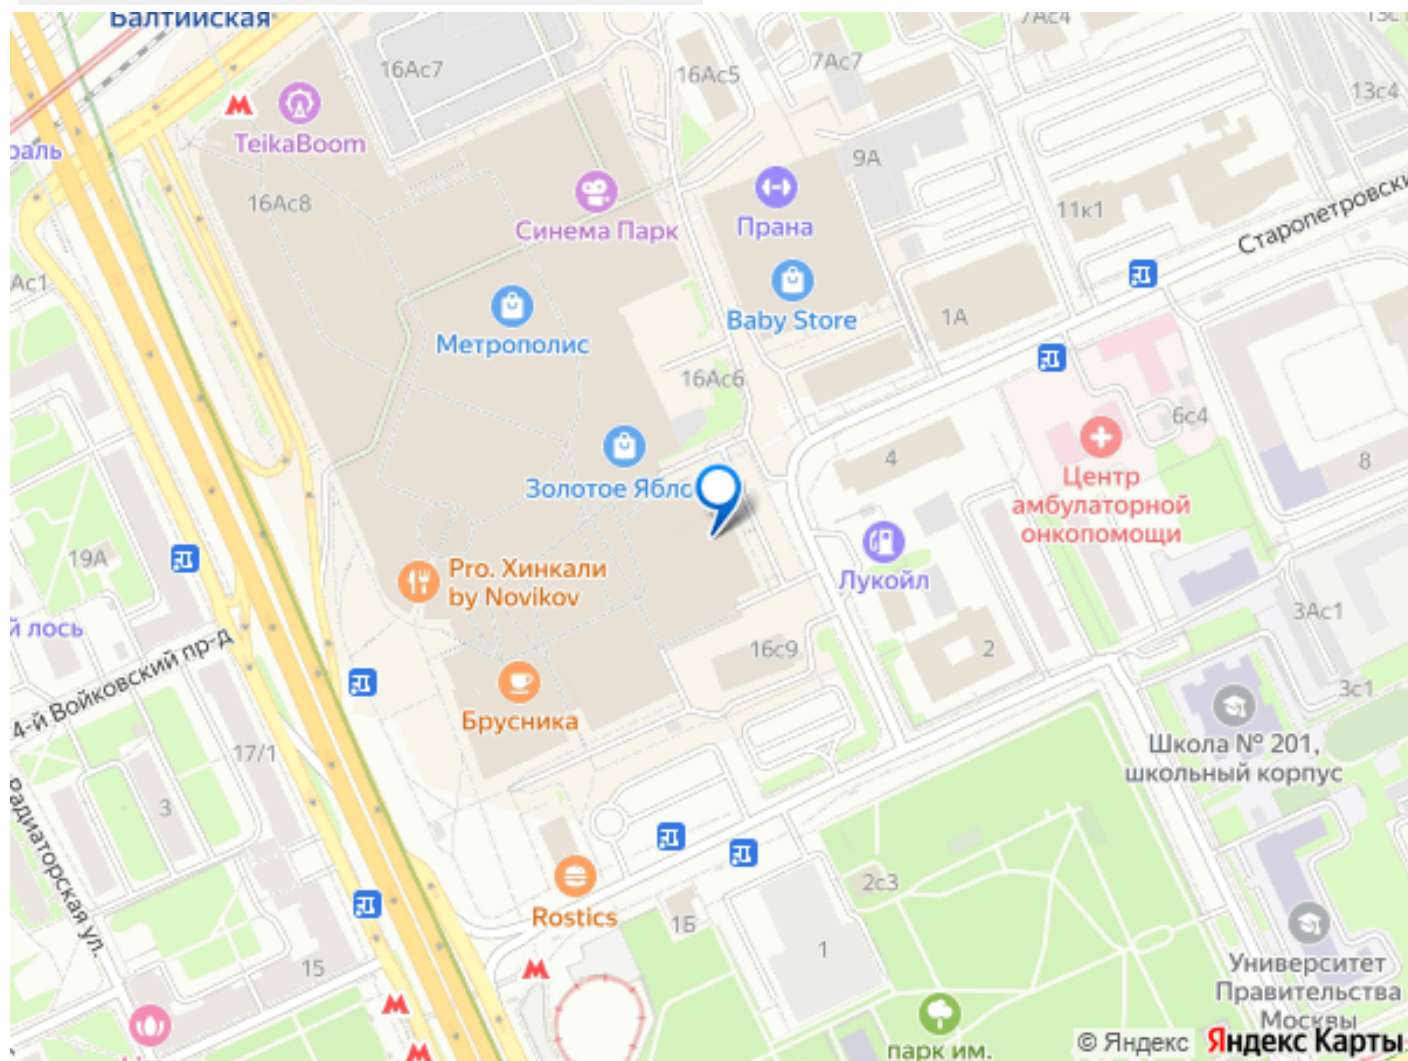 Балтийская
7Ас4
16Ас7
16Ас5
7Ас7
13с4
TeikaBoom
9А
16Ас8
Синема Парк
Прана
11к1
Ас1
Baby Store
1А
Метрополис
16Ас6
6с4
4
8
Золотое Ябло
Центр
амбулаторной
онкопомощи
19А
Pro. Хинкали
by Novikov
Лукойл
й лось
3Ас1
4-й Войковский пр-д
16с9
2
3с1
Брусника
17/1
Школа № 201,
школьный корпус
3
Радиаторская ул.
2с3
Rostics
1Б
1
15
Университет
Правительства
Москвы
парк им.
© Яндекс Яндекс Карты